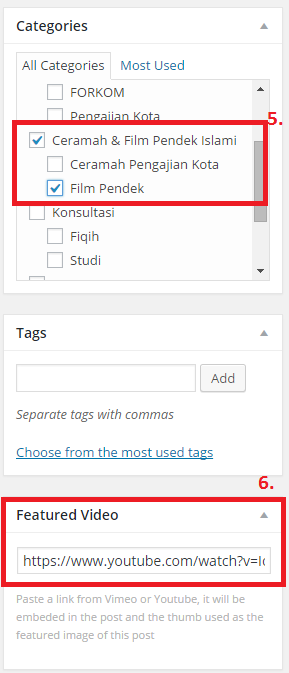 Categories
All Categories Most Used
FORKOM
Pengajian Kota
5.
Ceramah & Film Pendek Islami
Ceramah Pengajian Kota
Film Pendek
Konsultasi
Fiqih
Studi
Tags
Add
Separate tags with commas
Choose from the most used tags
6.
Featured Video
https://www.youtube.com/watch?v=
Paste a link from Vimeo or Youtube, it will
be embeded in the post and the thumb used as the
featured image of this post